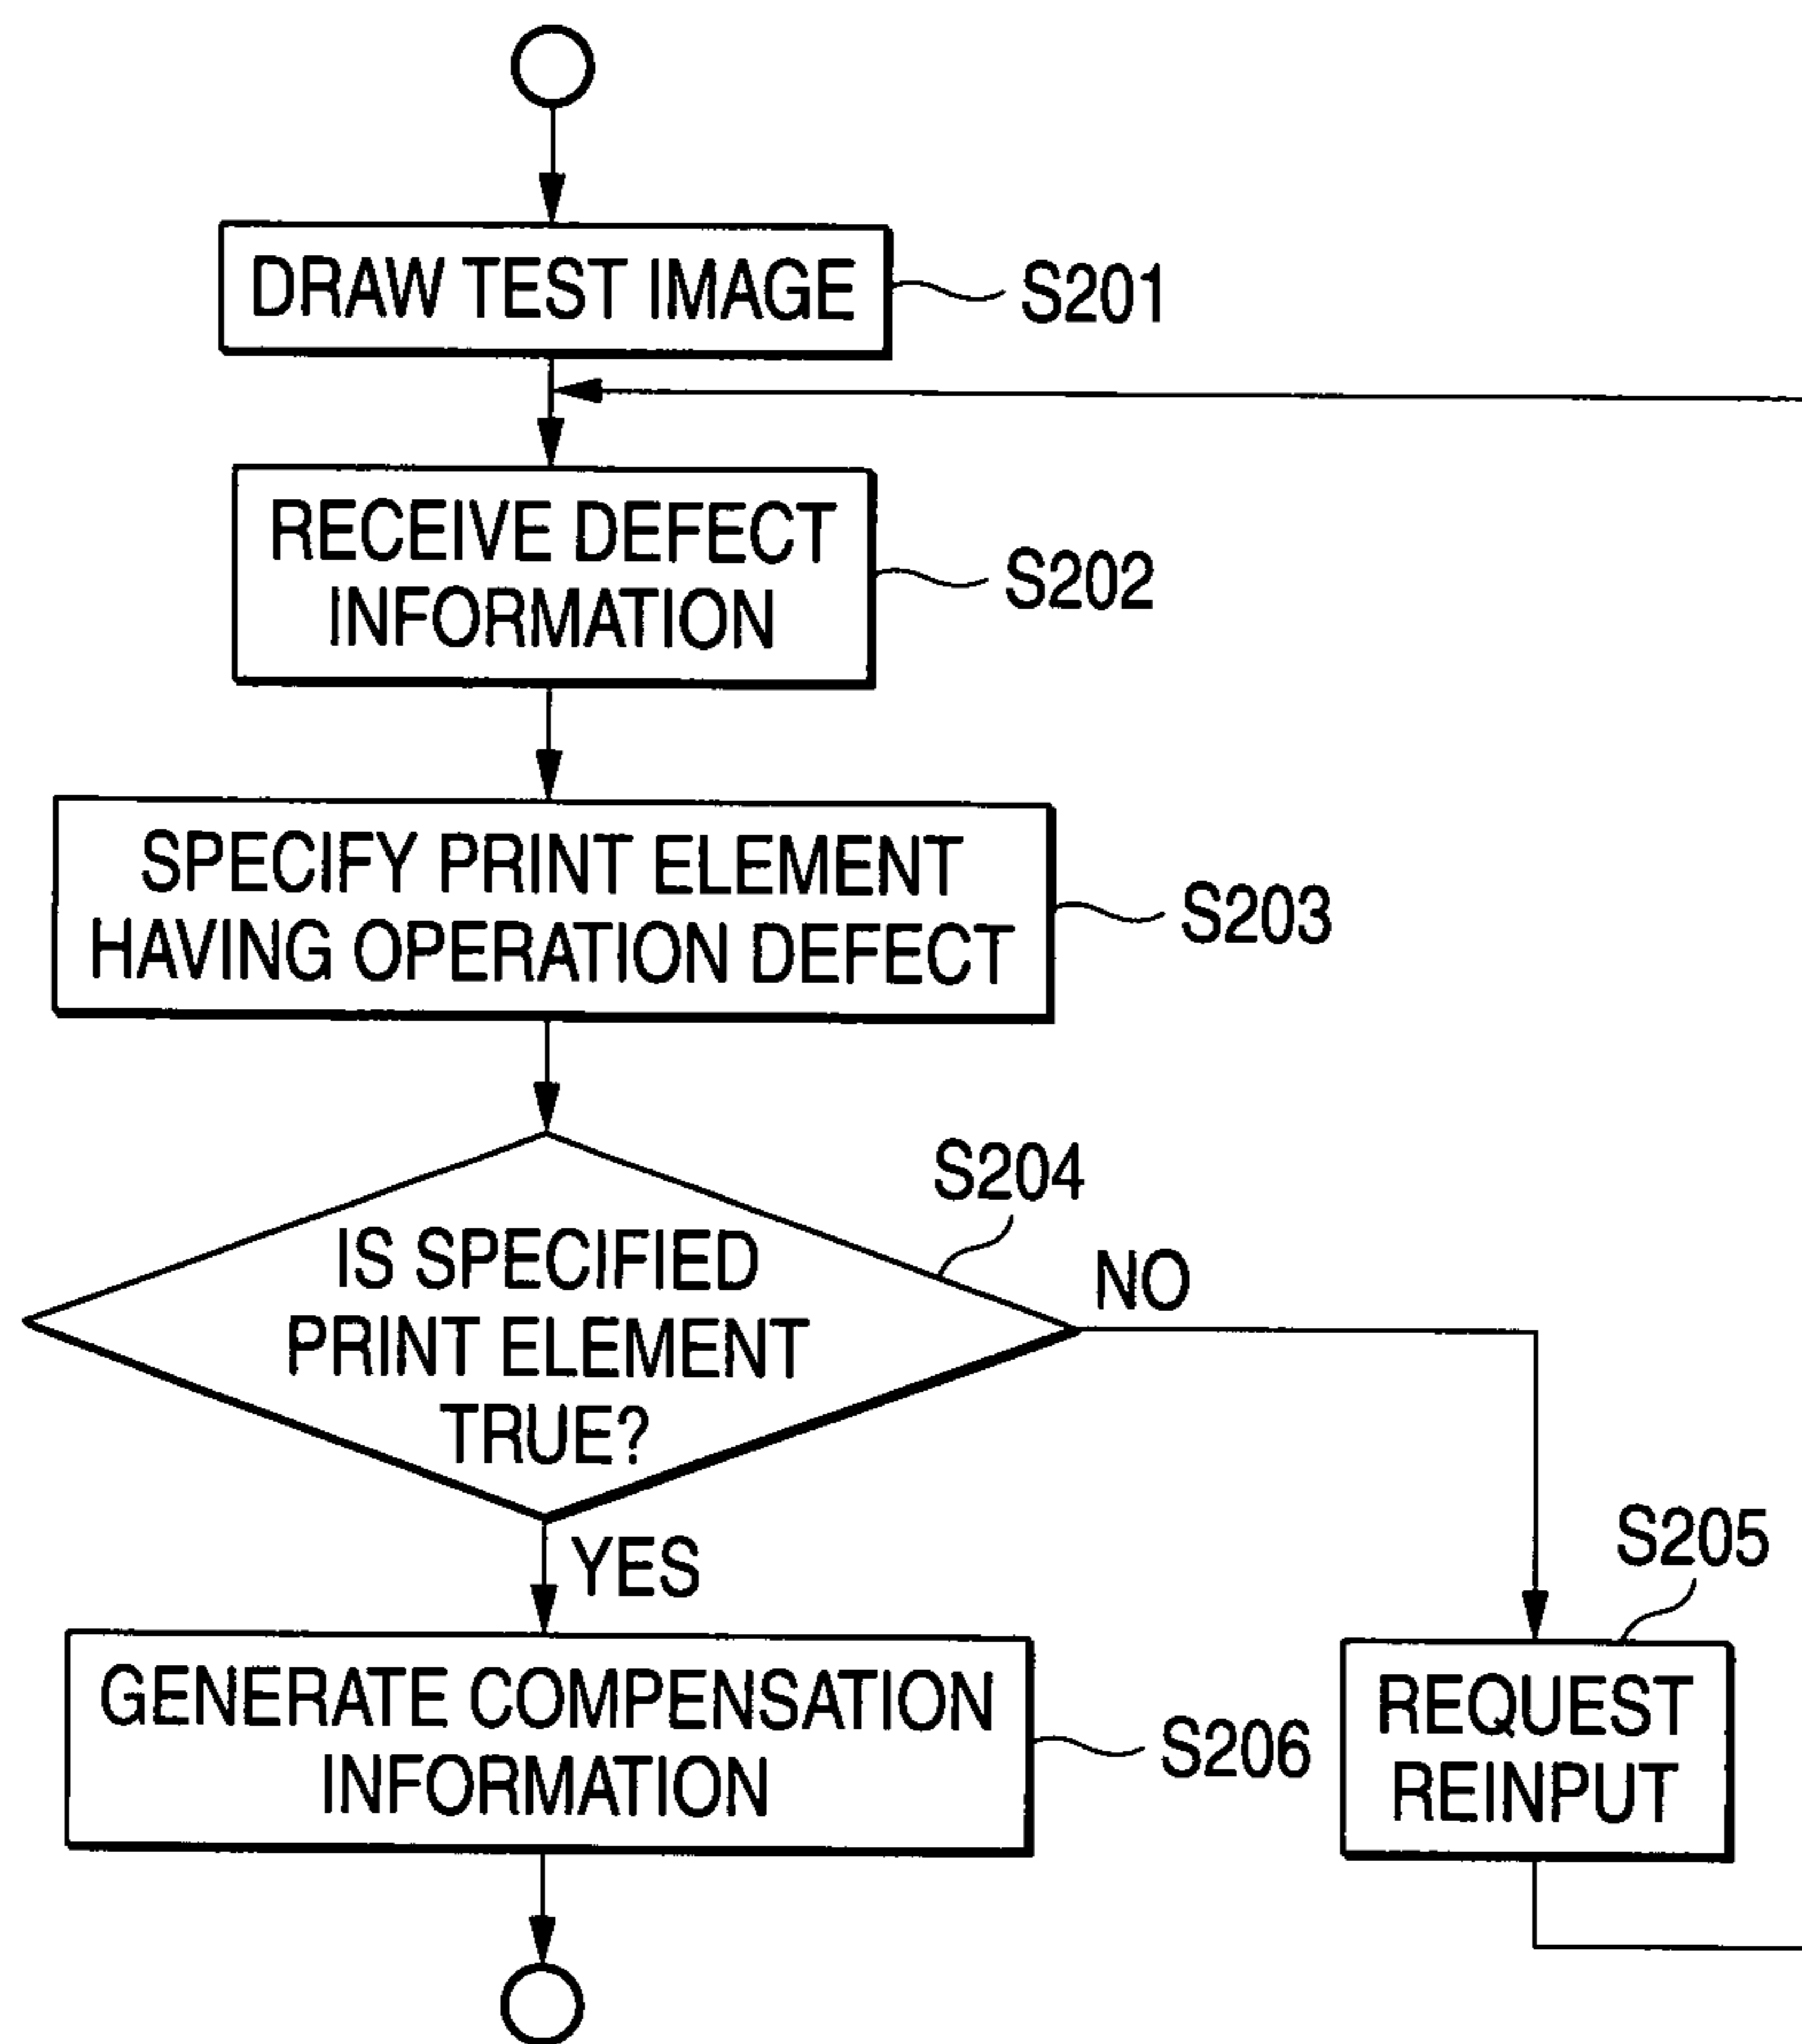 DRAW TEST IMAGE
S201
RECEIVE DEFECT
INFORMATION
S202
SPECIFY PRINT ELEMENT
HAVING OPERATION DEFECT
S203
S204
IS SPECIFIED
PRINT ELEMENT
TRUE?
NO
YES
S205
GENERATE COMPENSATION
INFORMATION
S206
REQUEST
REINPUT